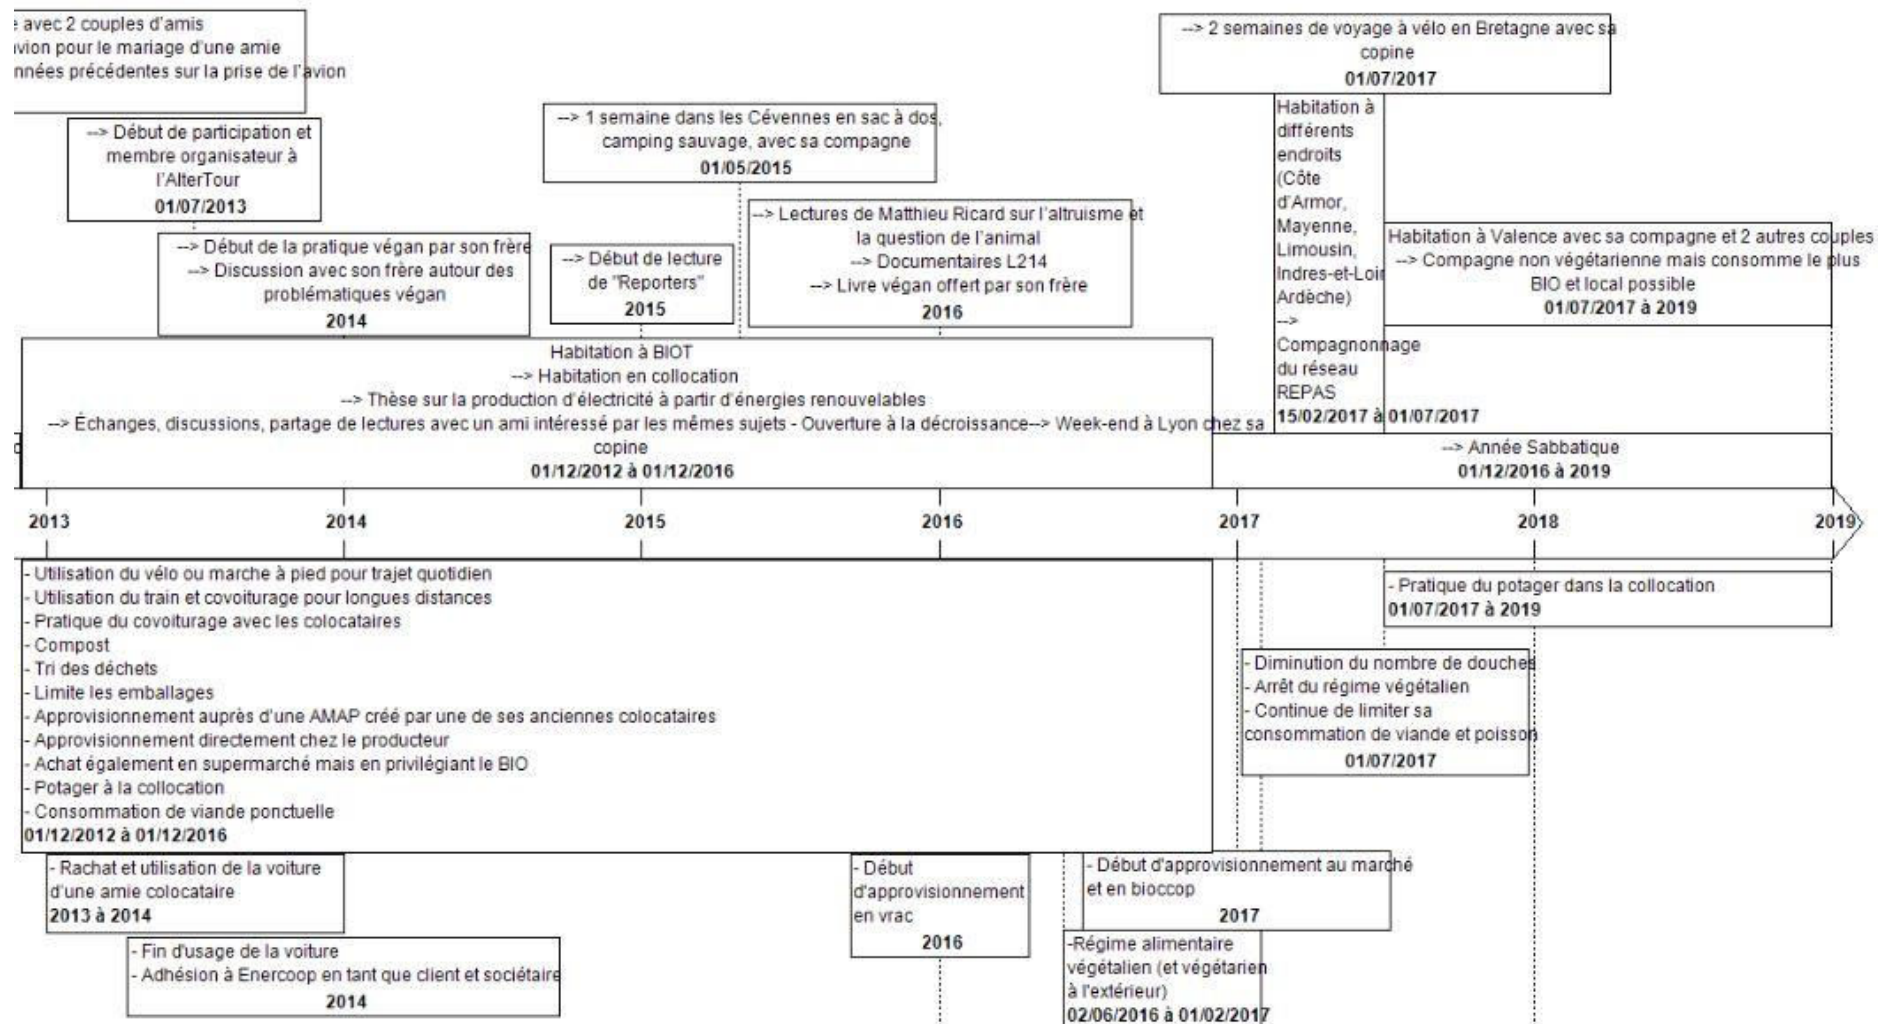 avec 2 couples d'amis
avion pour le mariage d'une amie
nnées précédentes sur la prise de l'avion
--> Début de participation et
membre organisateur à
l'AlterTour
01/07/2013
--> Début de la pratique végan par son frère
--> Discussion avec son frère autour des
problématiques végan
2014
--> 1 semaine dans les Cévennes en sac à dos,
camping sauvage, avec sa compagne
01/05/2015
--> Début de lecture
de "Reporters"
2015
--> Lectures de Matthieu Ricard sur l'altruisme et
la question de l'animal
--> Documentaires L214
--> Livre végan offert par son frère
2016
--> 2 semaines de voyage à vélo en Bretagne avec sa
copine
01/07/2017
Habitation à
différents
endroits
(Côte
d'Armor,
Mayenne,
Limousin,
Indres-et-Loir
Ardèche)
-->
Compagnonnage
du réseau
REPAS
15/02/2017 à 01/07/2017
Habitation à Valence avec sa compagne et 2 autres couples
--> Compagne non végétarienne mais consomme le plus
BIO et local possible
01/07/2017 à 2019
Habitation à BIOT
--> Habitation en collocation
--> Thèse sur la production d'électricité à partir d'énergies renouvelables
--> Échanges, discussions, partage de lectures avec un ami intéressé par les mêmes sujets - Ouverture à la décroissance--> Week-end à Lyon chez sa
copine
01/12/2012 à 01/12/2016
--> Année Sabbatique
01/12/2016 à 2019
2013 2014 2015 2016 2017 2018 2019
- Utilisation du vélo ou marche à pied pour trajet quotidien
- Utilisation du train et covoiturage pour longues distances
- Pratique du covoiturage avec les colocataires
- Compost
- Tri des déchets
- Limite les emballages
- Approvisionnement auprès d'une AMAP créé par une de ses anciennes colocataires
- Approvisionnement directement chez le producteur
- Achat également en supermarché mais en privilégiant le BIO
- Potager à la collocation
- Consommation de viande ponctuelle
01/12/2012 à 01/12/2016
- Pratique du potager dans la collocation
01/07/2017 à 2019
- Diminution du nombre de douches
- Arrêt du régime végétalien
- Continue de limiter sa
consommation de viande et poisson
01/07/2017
- Rachat et utilisation de la voiture
d'une amie colocataire
2013 à 2014
- Fin d'usage de la voiture
- Adhésion à Enercoop en tant que client et sociétaire
2014
- Début
d'approvisionnement
en vrac
2016
- Début d'approvisionnement au marché
et en bioccop
2017
-Régime alimentaire
végétalien (et végétarien
à l'extérieur)
02/06/2016 à 01/02/2017